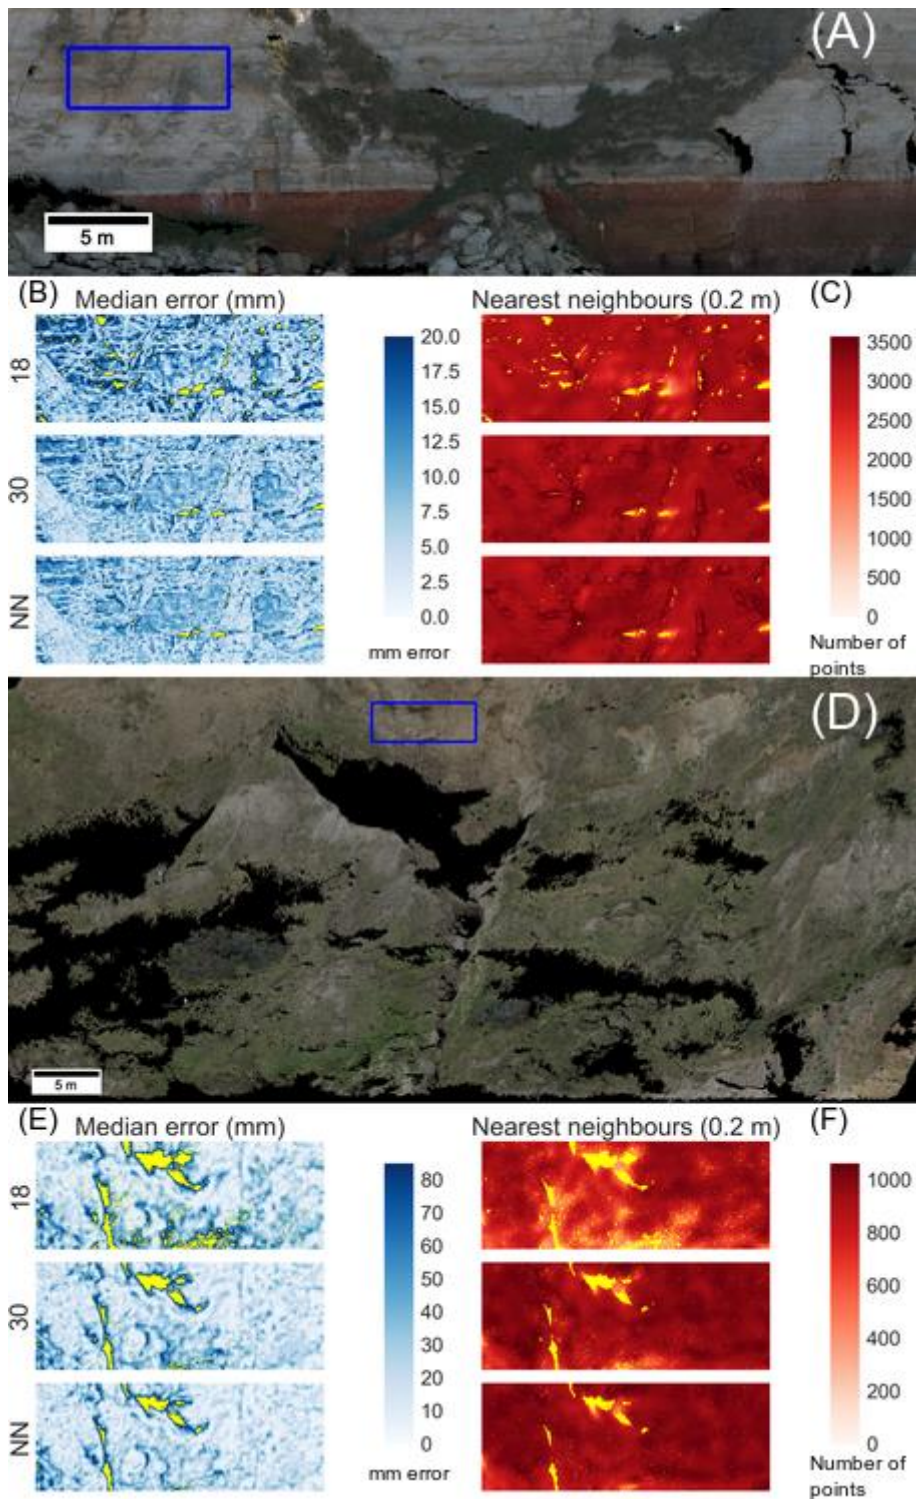 (A)
5 m
(B) Median error (mm)
Nearest neighbours (0.2 m) (C)
18
30
NN
20.0
17.5
15.0
12.5
10.0
7.5
5.0
2.5
0.0
mm error
3500
3000
2500
2000
1500
1000
500
0
Number of
points
(D)
5 m
(E) Median error (mm)
Nearest neighbours (0.2 m) (F)
18
30
NN
80
70
60
50
40
30
20
10
0
mm error
1000
800
600
400
200
0
Number of
points